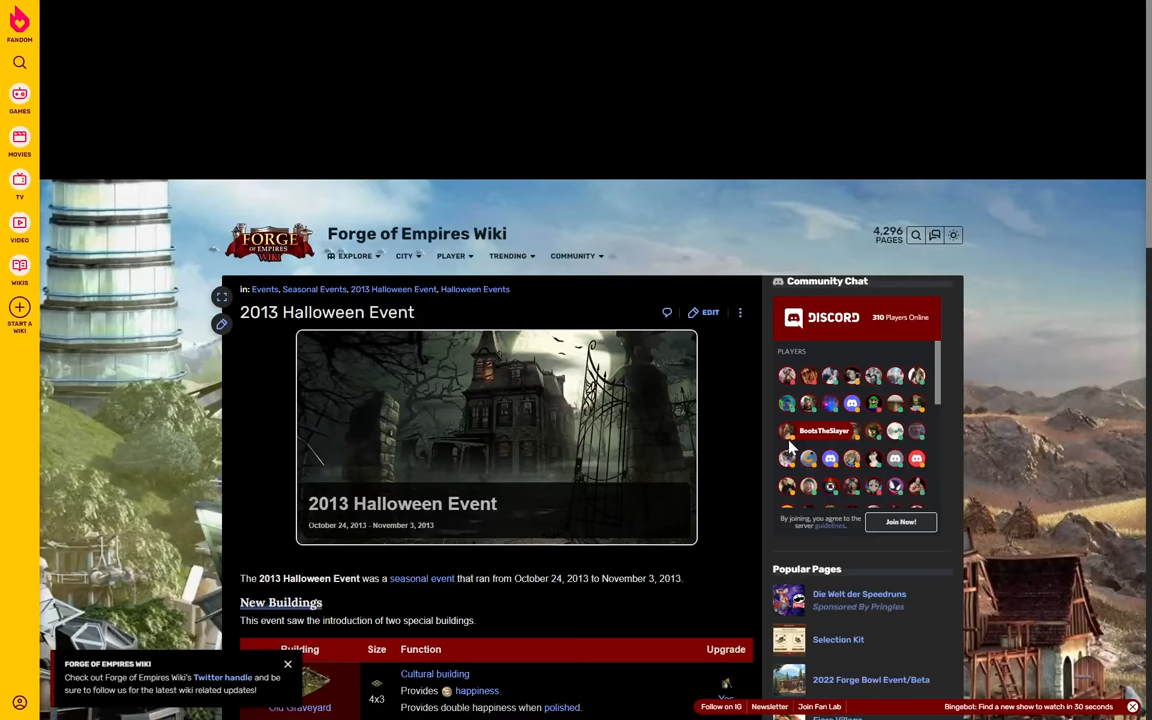 FANDOM
GAMES
MOVIES
TV
VIDEO
WIKIS
START A
WIKI
FORGE
OF EMPIRES
WIKI
Forge of Empires Wiki
EXPLORE
CITY
PLAYER
TRENDING
COMMUNITY
4,296
PAGES
in: Events, Seasonal Events, 2013 Halloween Event, Halloween Events
2013 Halloween Event
EDIT
2013 Halloween Event
October 24, 2013 - November 3, 2013
The 2013 Halloween Event was a seasonal event that ran from October 24, 2013 to November 3, 2013.
New Buildings
This event saw the introduction of two special buildings.
Building Size Function Upgrade
Old Graveyard
4x3
Cultural building
Provides happiness.
Provides double happiness when polished.
Yes
Community Chat
DISCORD 310 Players Online
PLAYERS
BootsTheSlayer
By joining, you agree to the
server guidelines.
Join Now!
Popular Pages
Die Welt der Speedruns
Sponsored By Pringles
Selection Kit
2022 Forge Bowl Event/Beta
FORGE OF EMPIRES WIKI
Check out Forge of Empires Wiki's Twitter handle and be
sure to follow us for the latest wiki related updates!
Follow on IG
Newsletter
Join Fan Lab
Bingebot: Find a new show to watch in 30 seconds